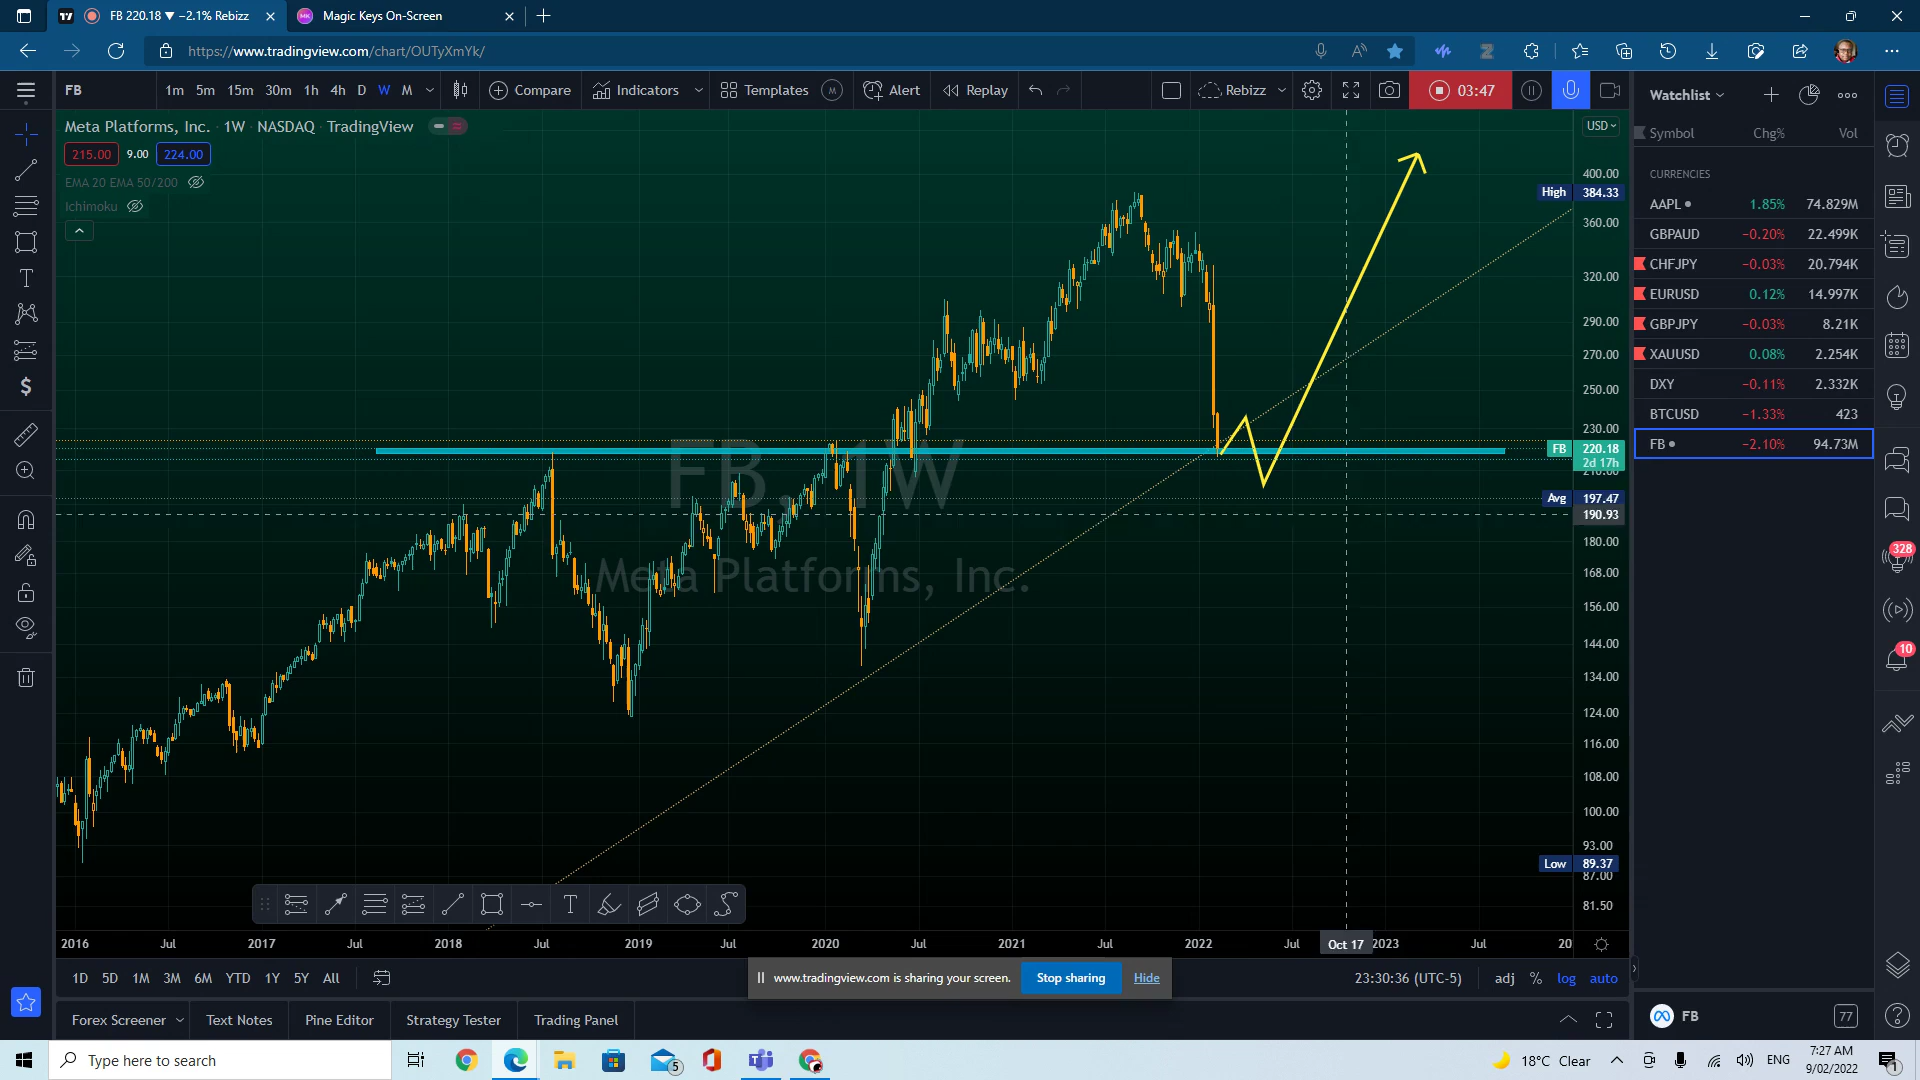 FB 220.18 ▼ −2.1% Rebizz
Magic Keys On-Screen
https://www.tradingview.com/chart/OUTyXmYk/
FB 1m 5m 15m 30m 1h 4h D W M Compare Indicators Templates M Alert Replay Rebizz 03:47
Watchlist
Meta Platforms, Inc. · 1W · NASDAQ · TradingView
USD
Symbol Chg% Vol
215.00 9.00 224.00
EMA 20 EMA 50/200
Ichimoku
CURRENCIES
AAPL 1.85% 74.829M
GBPAUD −0.20% 22.499K
CHFJPY −0.03% 20.794K
EURUSD 0.12% 14.997K
GBPJPY −0.03% 8.21K
XAUUSD 0.08% 2.254K
DXY −0.11% 2.332K
BTCUSD −1.33% 423
FB −2.10% 94.73M
400.00
High 384.33
360.00
320.00
290.00
270.00
250.00
230.00
FB 220.18
2d 17h
210.00
Avg 197.47
190.93
180.00
168.00
156.00
144.00
134.00
124.00
116.00
108.00
100.00
93.00
Low 89.37
87.00
81.50
FB, 1W
Meta Platforms, Inc.
328
10
2016 Jul 2017 Jul 2018 Jul 2019 Jul 2020 Jul 2021 Jul 2022 Jul Oct 17 2023 Jul 20
1D 5D 1M 3M 6M YTD 1Y 5Y All
www.tradingview.com is sharing your screen. Stop sharing Hide
23:30:36 (UTC-5) adj % log auto
Forex Screener Text Notes Pine Editor Strategy Tester Trading Panel
FB 77
Type here to search
5
18°C Clear
ENG
7:27 AM
9/02/2022
1